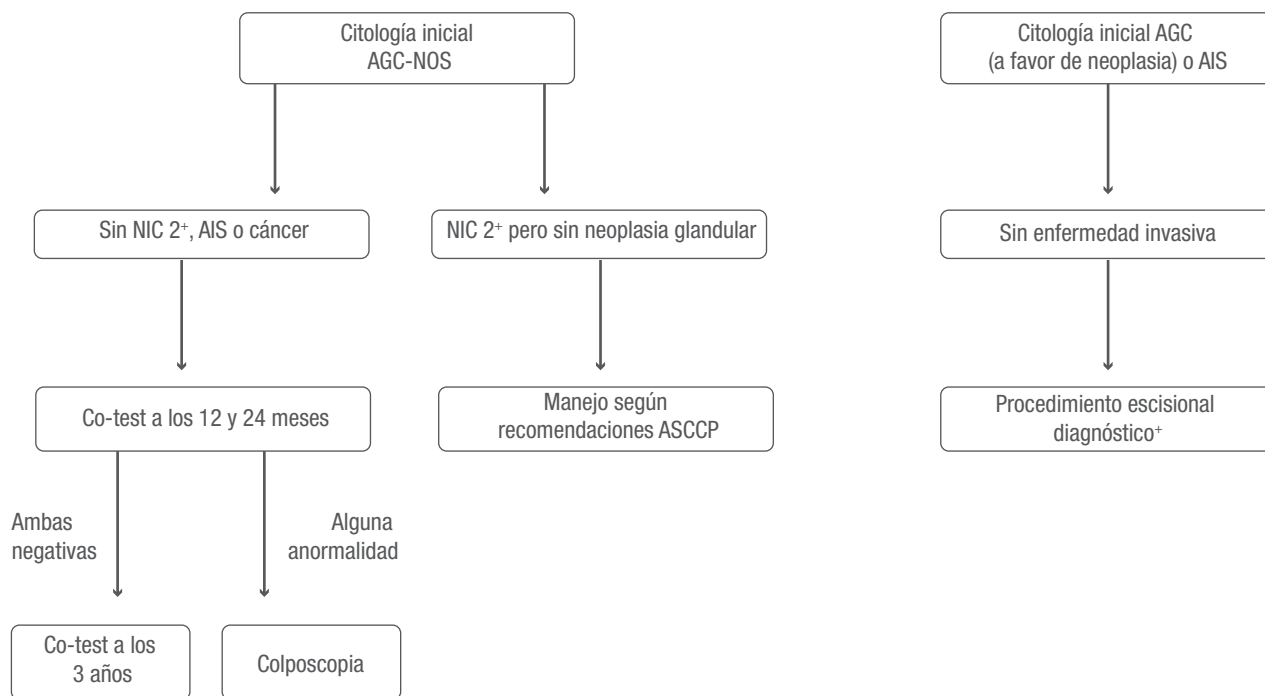 Citología inicial
AGC-NOS
Citología inicial AGC
(a favor de neoplasia) o AIS
Sin NIC 2⁺, AIS o cáncer
NIC 2⁺ pero sin neoplasia glandular
Sin enfermedad invasiva
Co-test a los 12 y 24 meses
Manejo según
recomendaciones ASCCP
Procedimiento escisional
diagnóstico⁺
Ambas
negativas
Alguna
anormalidad
Co-test a los
3 años
Colposcopia